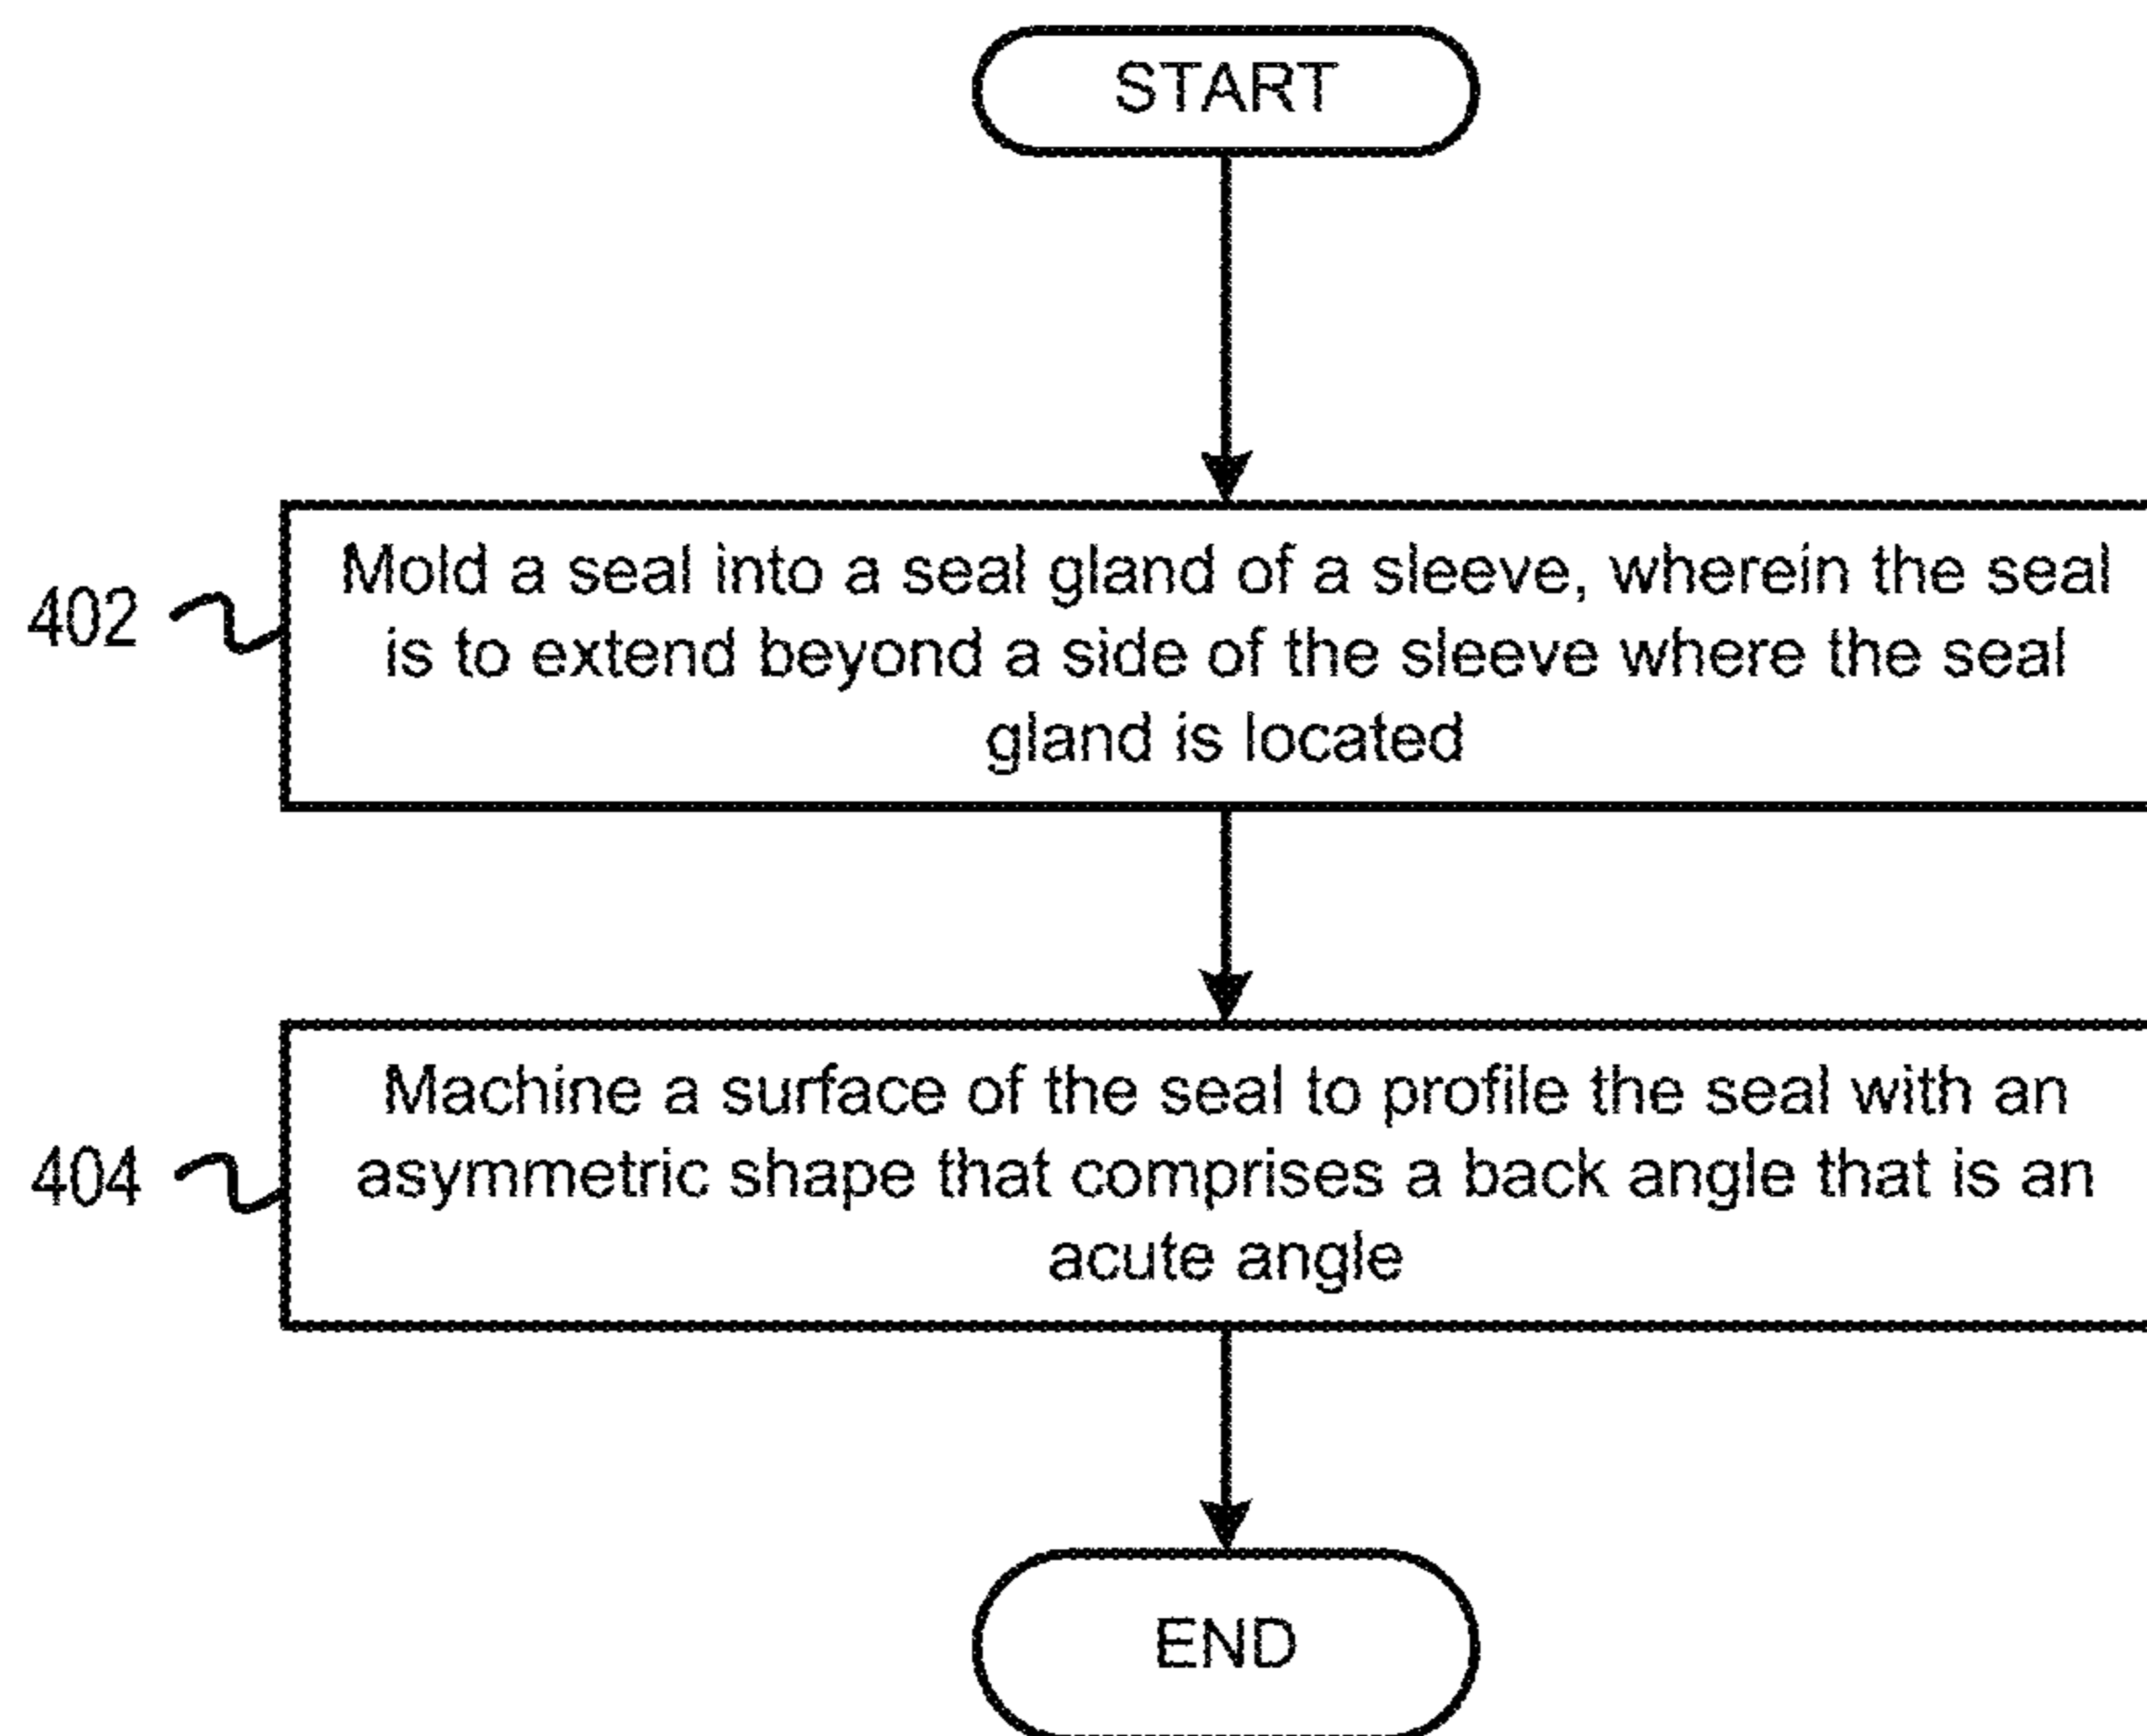 START
402
Mold a seal into a seal gland of a sleeve, wherein the seal
is to extend beyond a side of the sleeve where the seal
gland is located
404
Machine a surface of the seal to profile the seal with an
asymmetric shape that comprises a back angle that is an
acute angle
END